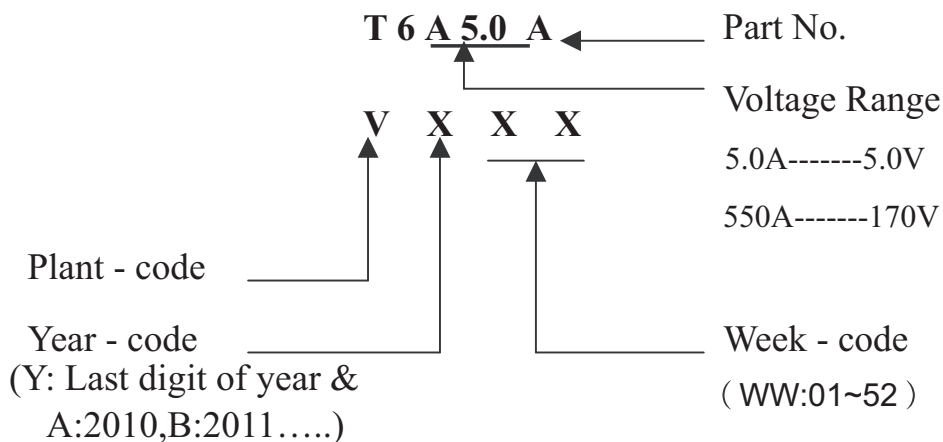 T 6 A 5.0 A
Part No.
Voltage Range
V X X X
5.0A-------5.0V
550A-------170V
Plant - code
Year - code
Week - code
(Y: Last digit of year &
(WW:01~52)
A:2010,B:2011…..)